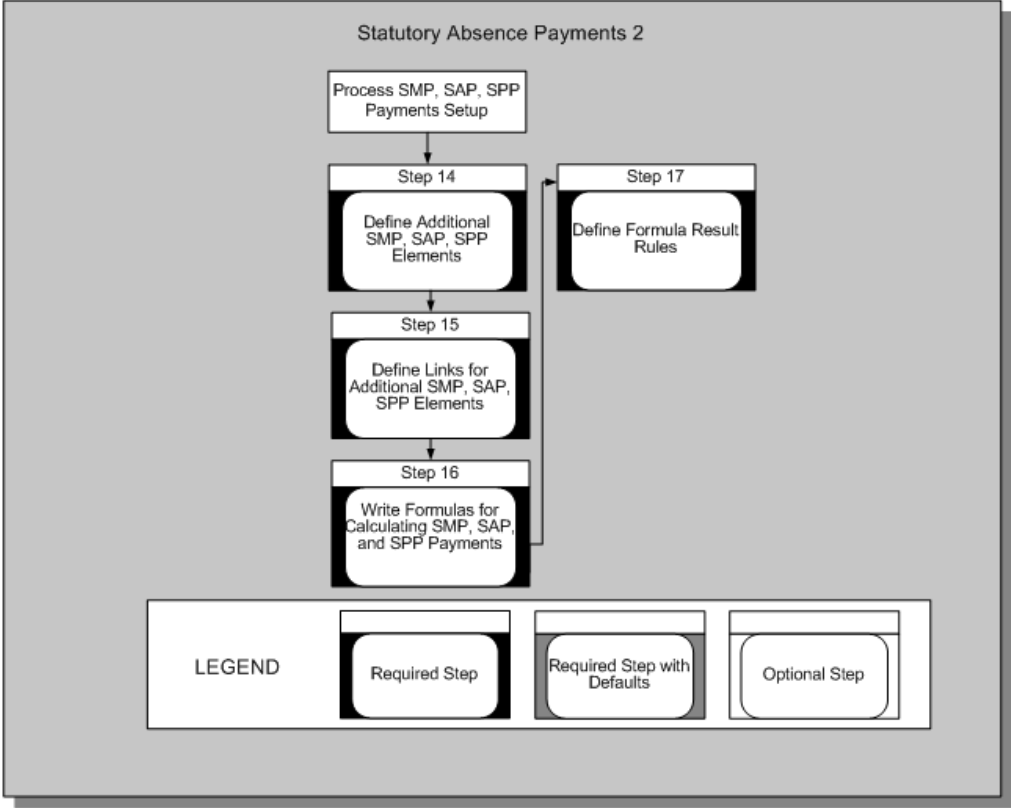 Statutory Absence Payments 2
Process SMP, SAP, SPP
Payments Setup
Step 14
Define Additional
SMP, SAP, SPP
Elements
Step 15
Define Links for
Additional SMP, SAP,
SPP Elements
Step 16
Write Formulas for
Calculating SMP, SAP,
and SPP Payments
Step 17
Define Formula Result
Rules
LEGEND
Required Step
Required Step with
Defaults
Optional Step